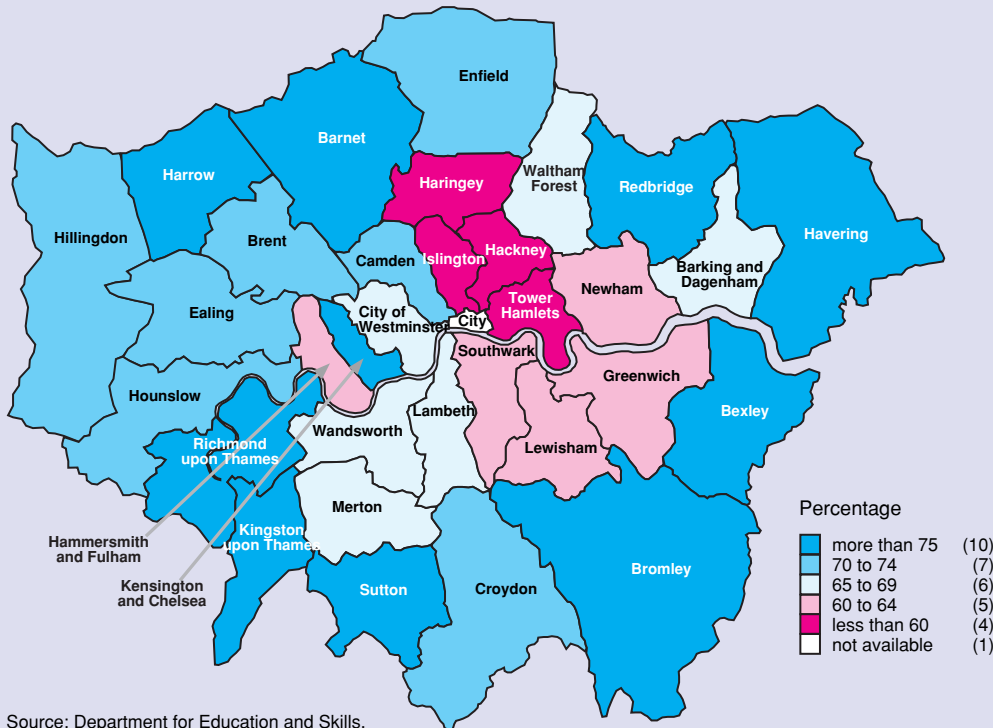 Enfield
Barnet
Harrow
Haringey
Waltham
Forest
Redbridge
Havering
Hillingdon
Brent
Camden
Islington
Hackney
Barking and
Dagenham
Newham
Tower
Hamlets
Ealing
City of
Westminster
City
Southwark
Greenwich
Hounslow
Lambeth
Wandsworth
Bexley
Richmond
upon Thames
Lewisham
Merton
Hammersmith
and Fulham
Kingston
upon Thames
Kensington
and Chelsea
Sutton
Croydon
Bromley
Percentage
more than 75 (10)
70 to 74 (7)
65 to 69 (6)
60 to 64 (5)
less than 60 (4)
not available (1)
Source: Department for Education and Skills.